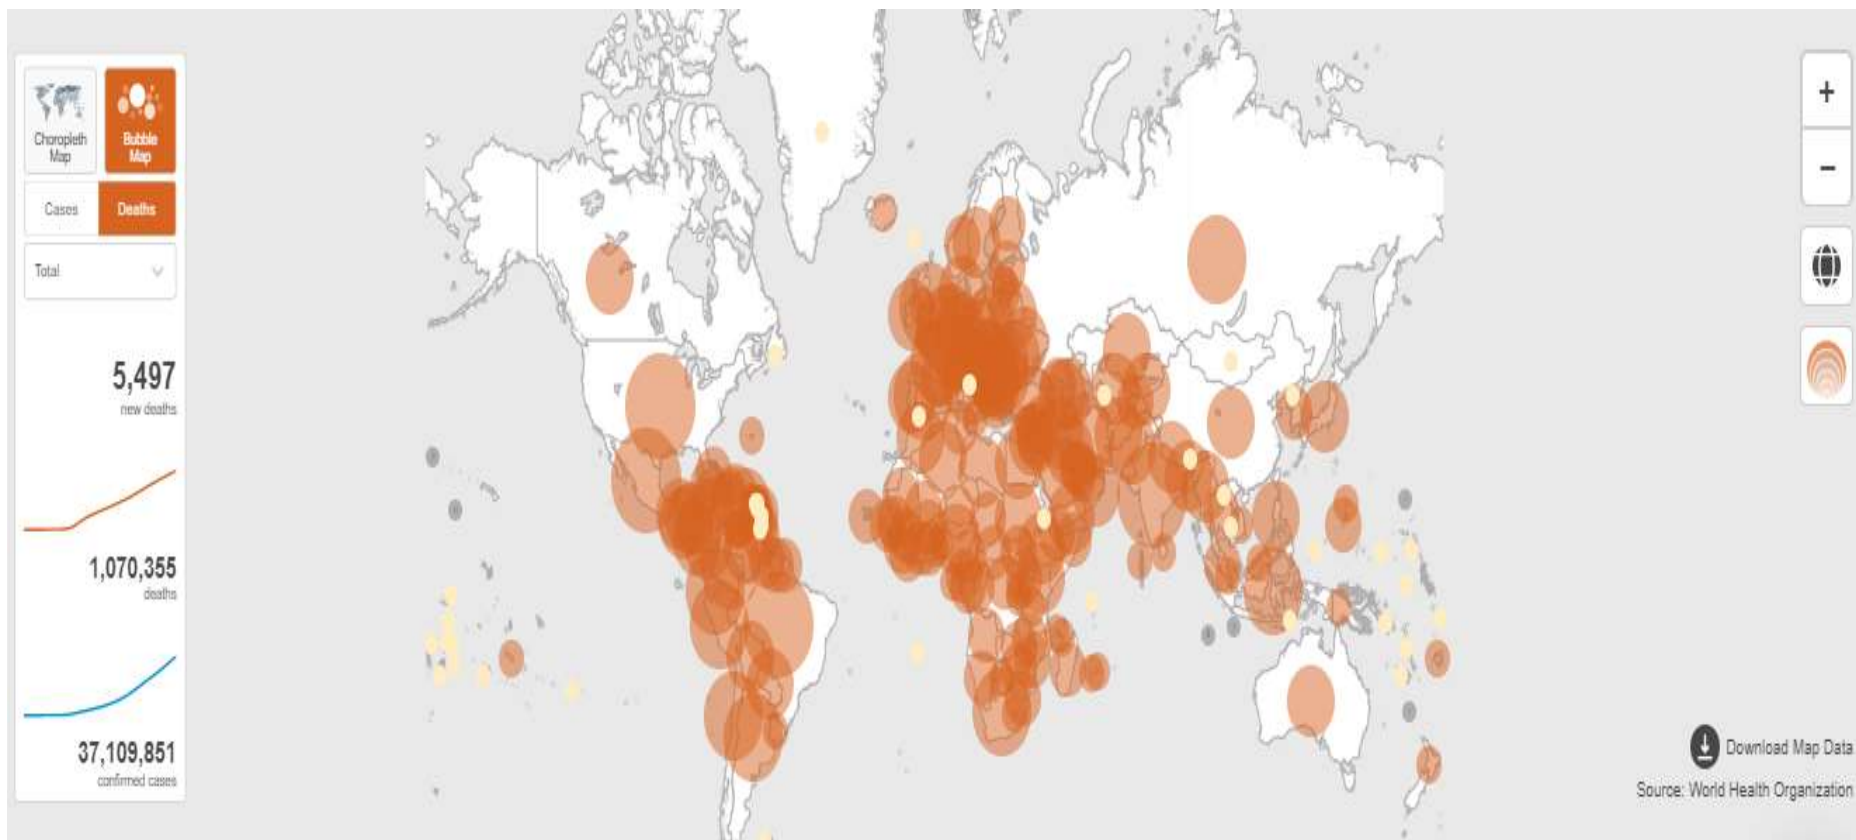 Choropleth
Map
Bubble
Map
Cases
Deaths
Total
5,497
new deaths
1,070,355
deaths
37,109,851
confirmed cases
+
−
Download Map Data
Source: World Health Organization